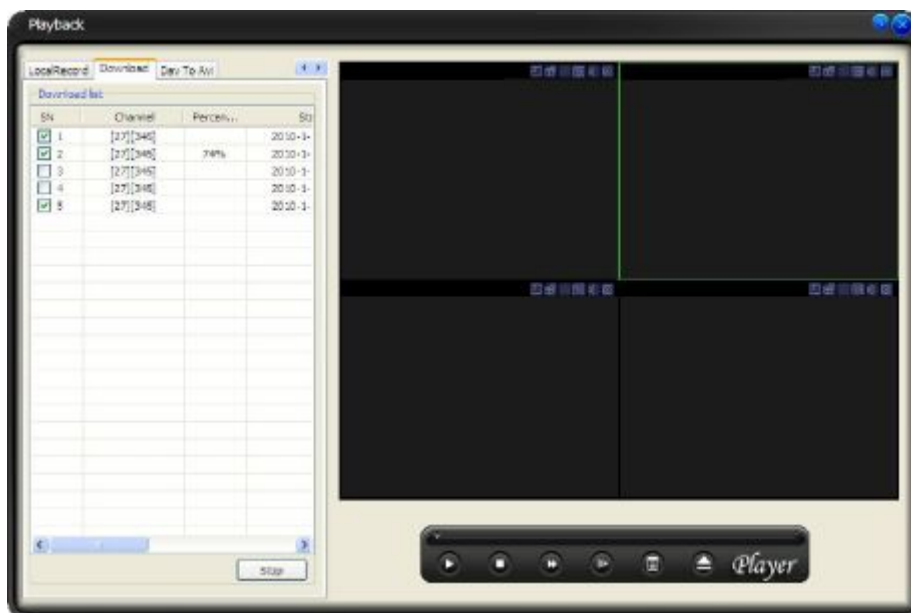 Playback
LocalRecord Download Dav To Avi
Download list
SN Channel Percen...
1 [27][346] 2010-1-
2 [27][346] 74% 2010-1-
3 [27][346] 2010-1-
4 [27][346] 2010-1-
5 [27][346] 2010-1-
Stop
Player